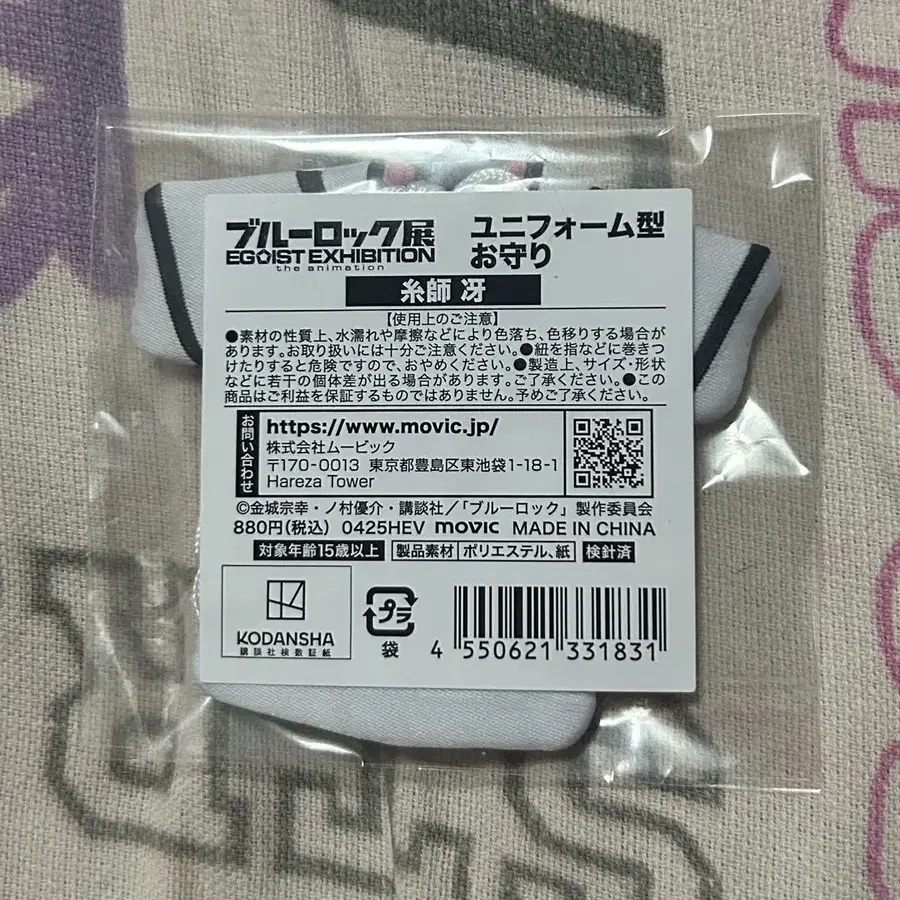 ブルーロック展
EGOIST EXHIBITION
the animation
ユニフォーム型
お守り
糸師 冴
【使用上のご注意】
●素材の性質上、水濡れや摩擦などにより色落ち、色移りする場合が
あります。お取り扱いには十分ご注意ください。●紐を指などに巻きつ
けたりすると危険ですので、おやめください。●製造上、サイズ・形状
などに若干の個体差が出る場合があります。ご了承ください。●この
商品はご利益を保証するものではありません。予めご了承ください。
お問い合わせ
https://www.movic.jp/
株式会社ムービック
〒170-0013 東京都豊島区東池袋1-18-1
Hareza Tower
©金城宗幸・ノ村優介・講談社/「ブルーロック」製作委員会
880円(税込) 0425HEV movic MADE IN CHINA
対象年齢15歳以上 製品素材 ポリエステル、紙 検針済
KODANSHA
講談社検数証紙
プラ
袋
4 550621 331831